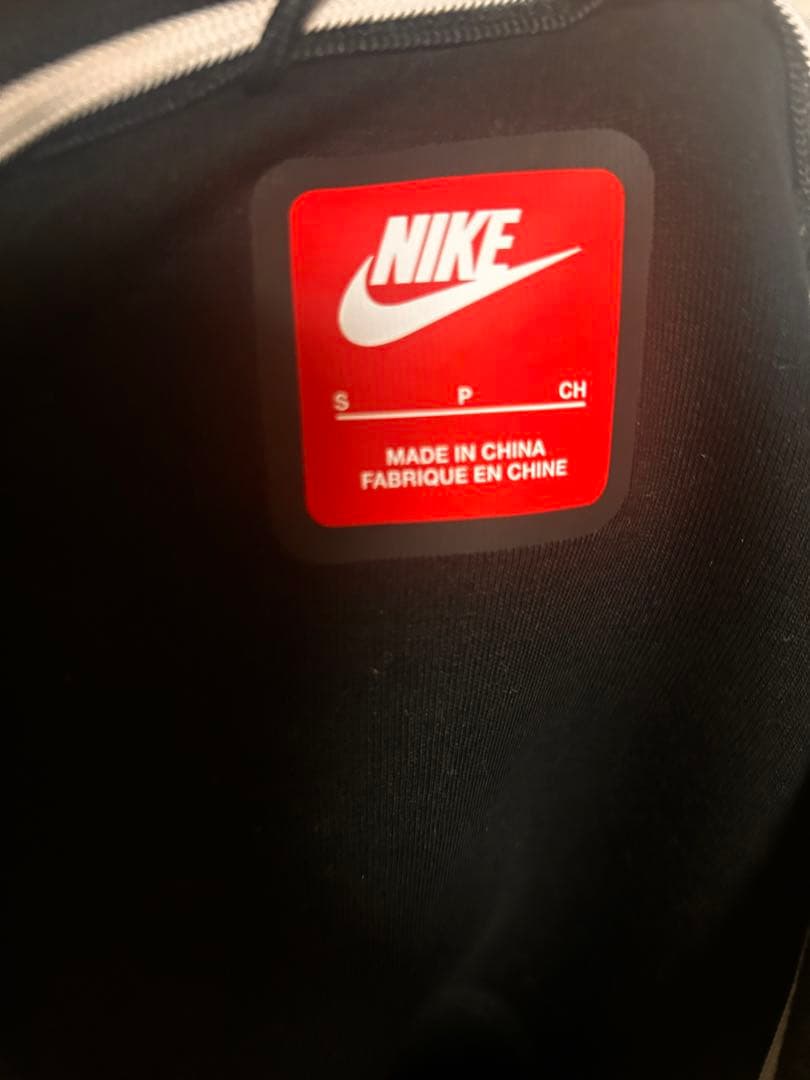 NIKE
S P CH
MADE IN CHINA
FABRIQUE EN CHINE